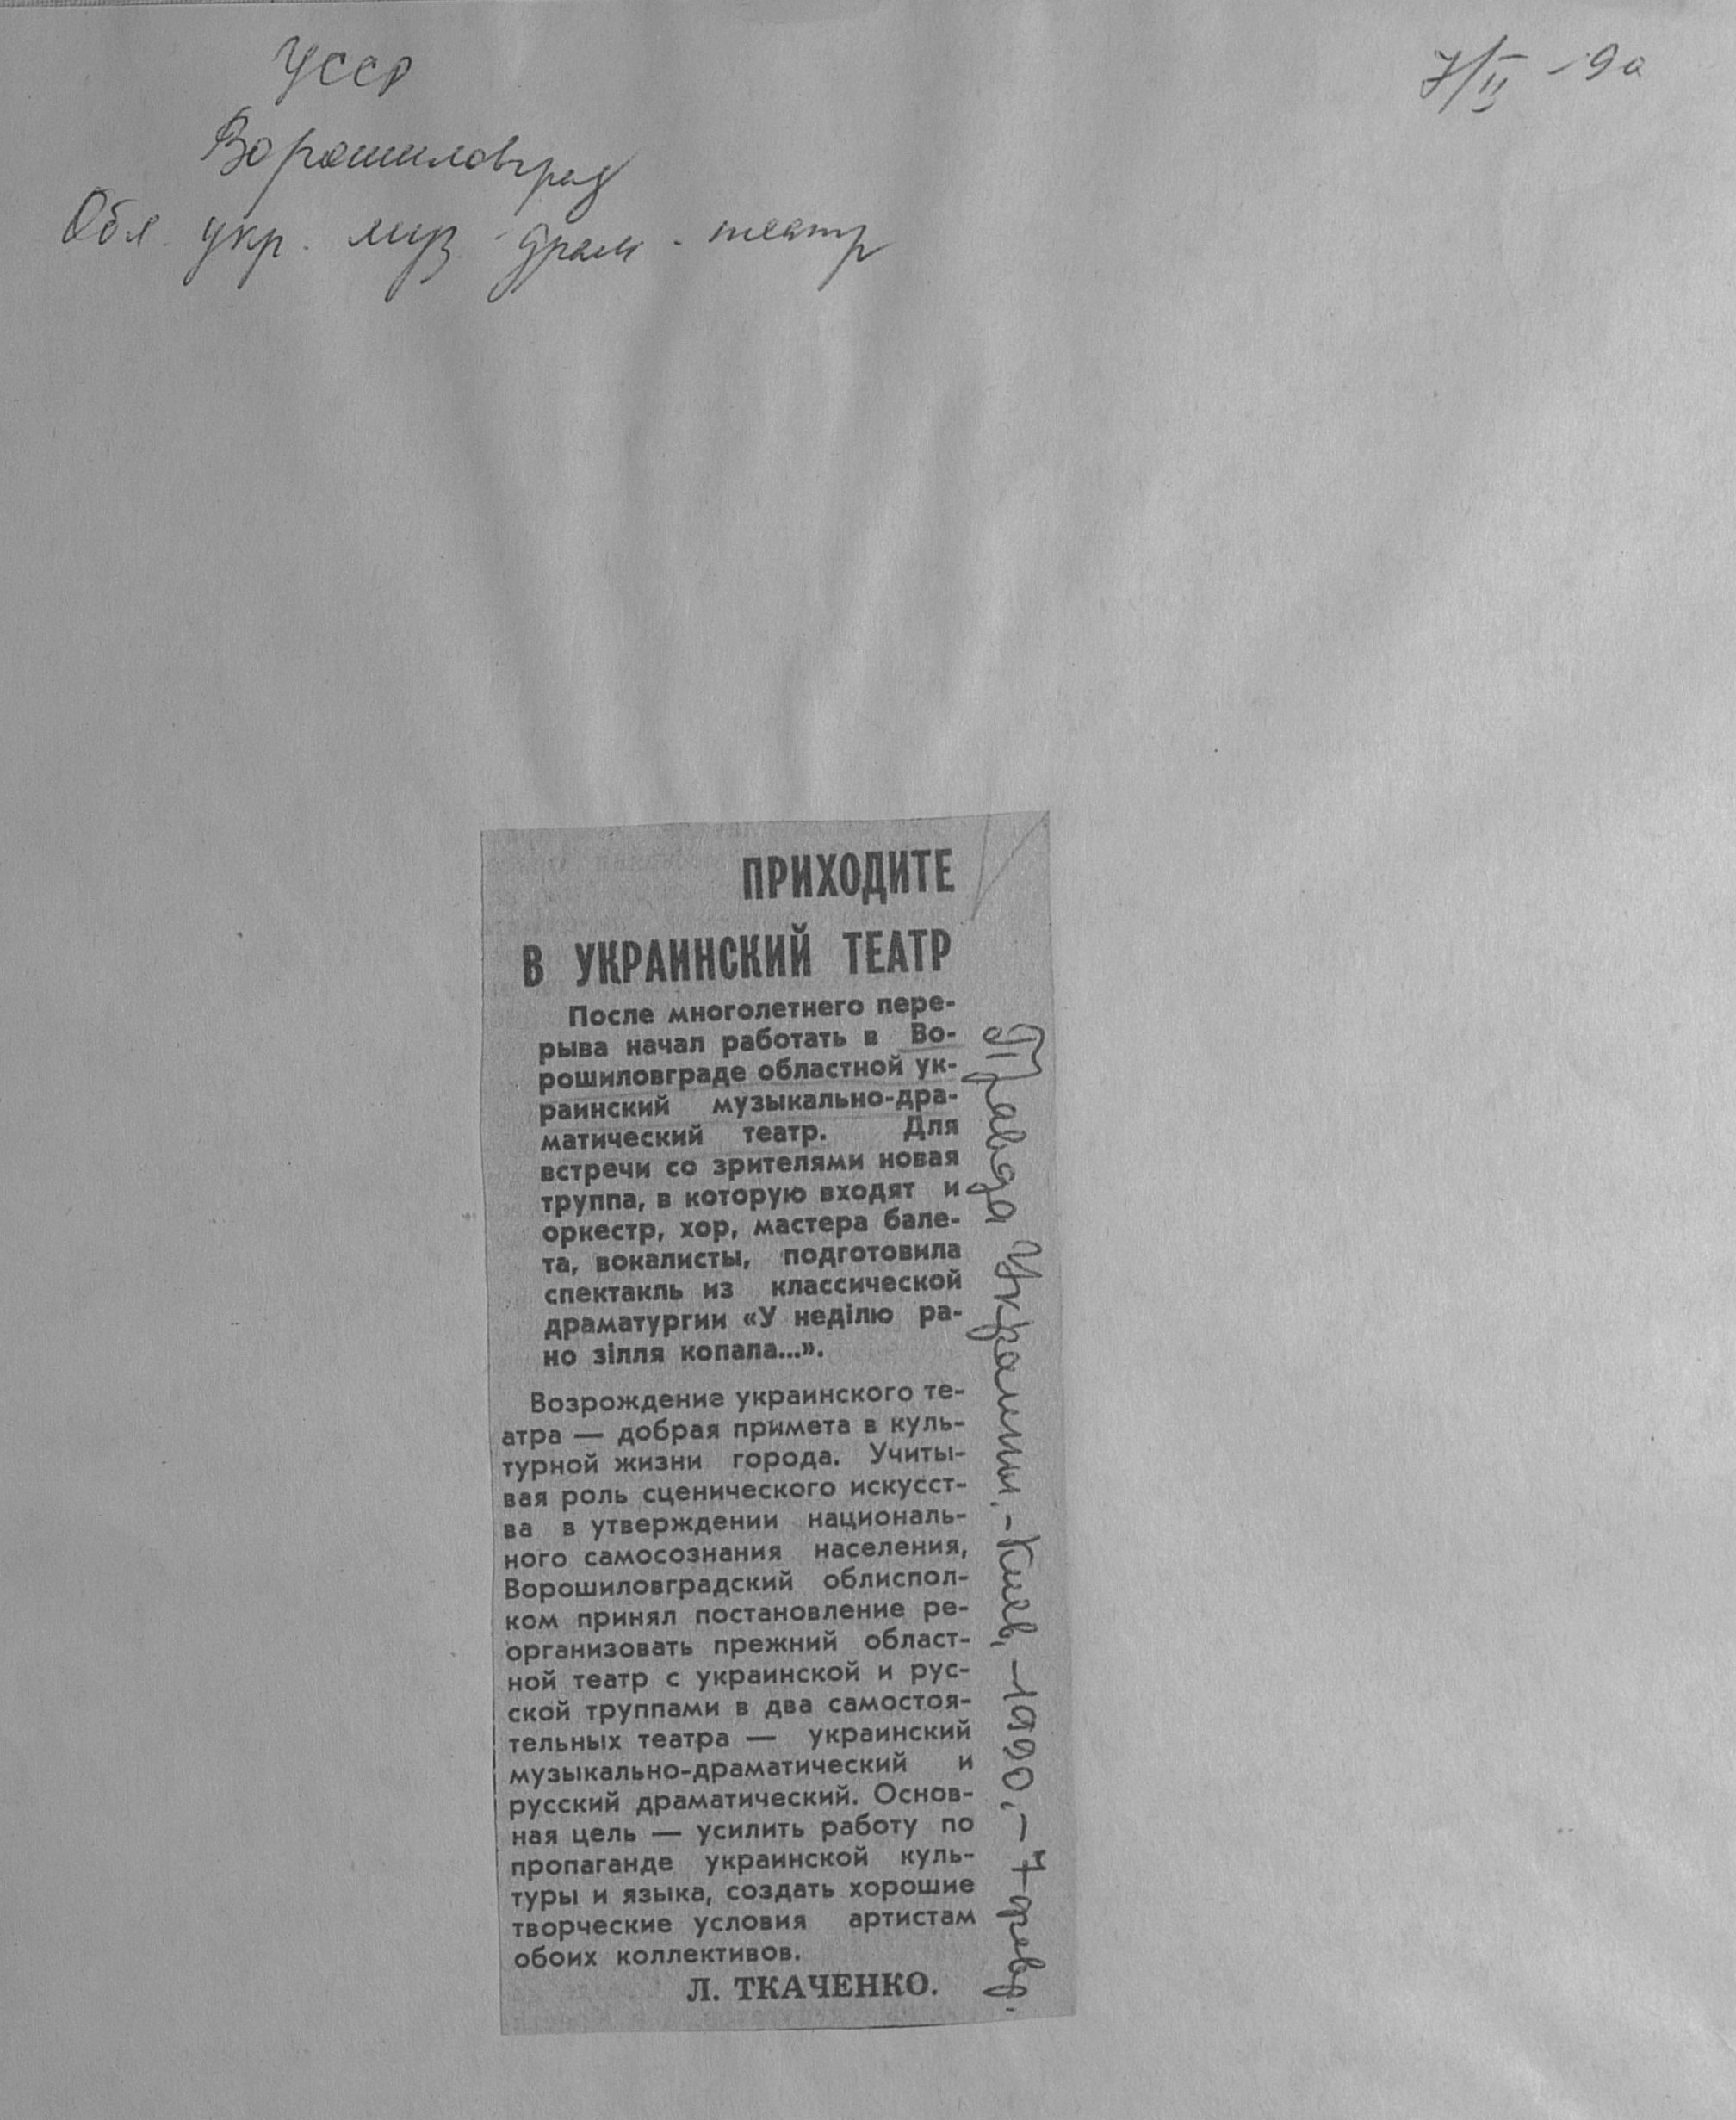 УССР
7/II -90
Ворошиловград
Обл. укр. муз-драм. театр
ПРИХОДИТЕ
В УКРАИНСКИЙ ТЕАТР
После многолетнего пере-
рыва начал работать в Во-
рошиловграде областной ук-
раинский музыкально-дра-
матический театр. Для
встречи со зрителями новая
труппа, в которую входят и
оркестр, хор, мастера бале-
та, вокалисты, подготовила
спектакль из классической
драматургии «У неділю ра-
но зілля копала...».
Возрождение украинского те-
атра — добрая примета в куль-
турной жизни города. Учиты-
вая роль сценического искусст-
ва в утверждении националь-
ного самосознания населения,
Ворошиловградский облиспол-
ком принял постановление ре-
организовать прежний област-
ной театр с украинской и рус-
ской труппами в два самостоя-
тельных театра — украинский
музыкально-драматический и
русский драматический. Основ-
ная цель — усилить работу по
пропаганде украинской куль-
туры и языка, создать хорошие
творческие условия артистам
обоих коллективов.
Л. ТКАЧЕНКО.
Правда Украины. - Киев, - 1990, - 7 февр.